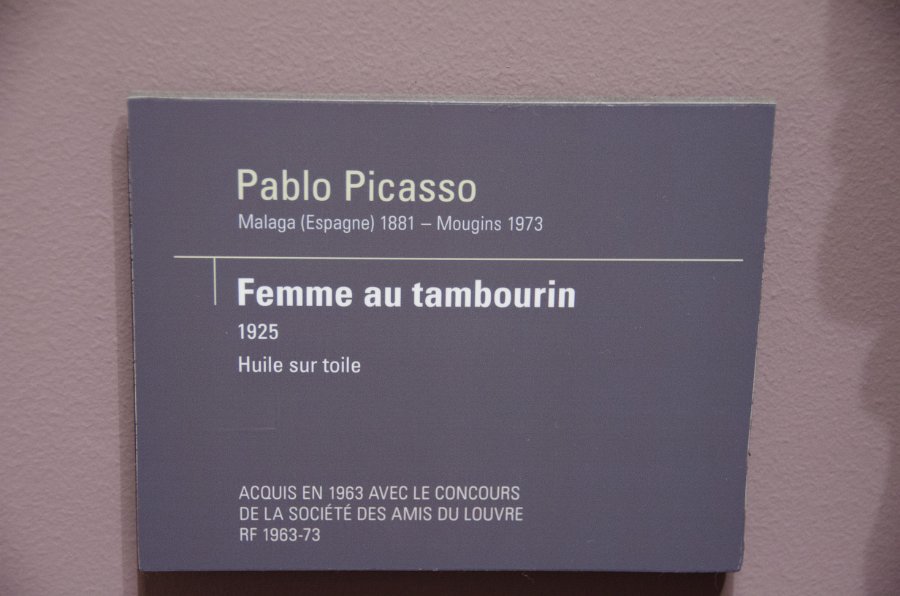 Pablo Picasso
Malaga (Espagne) 1881 – Mougins 1973
Femme au tambourin
1925
Huile sur toile
ACQUIS EN 1963 AVEC LE CONCOURS
DE LA SOCIÉTÉ DES AMIS DU LOUVRE
RF 1963-73